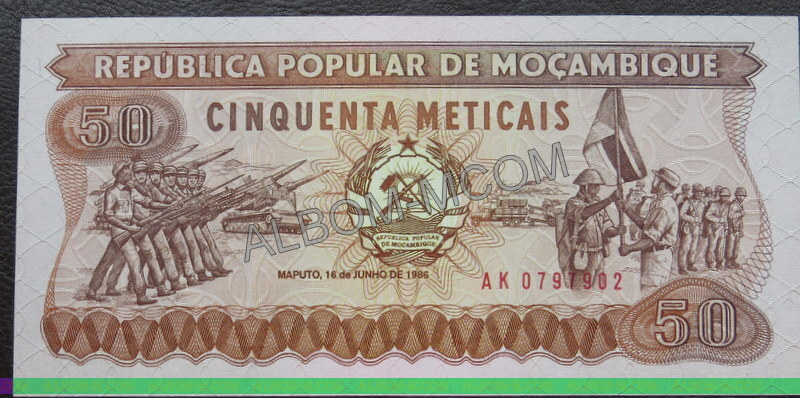 REPÚBLICA POPULAR DE MOÇAMBIQUE
50
CINQUENTA METICAIS
ALBOM-MCOM
REPÚBLICA POPULAR
DE MOÇAMBIQUE
MAPUTO, 16 de JUNHO DE 1986
AK 0797902
50